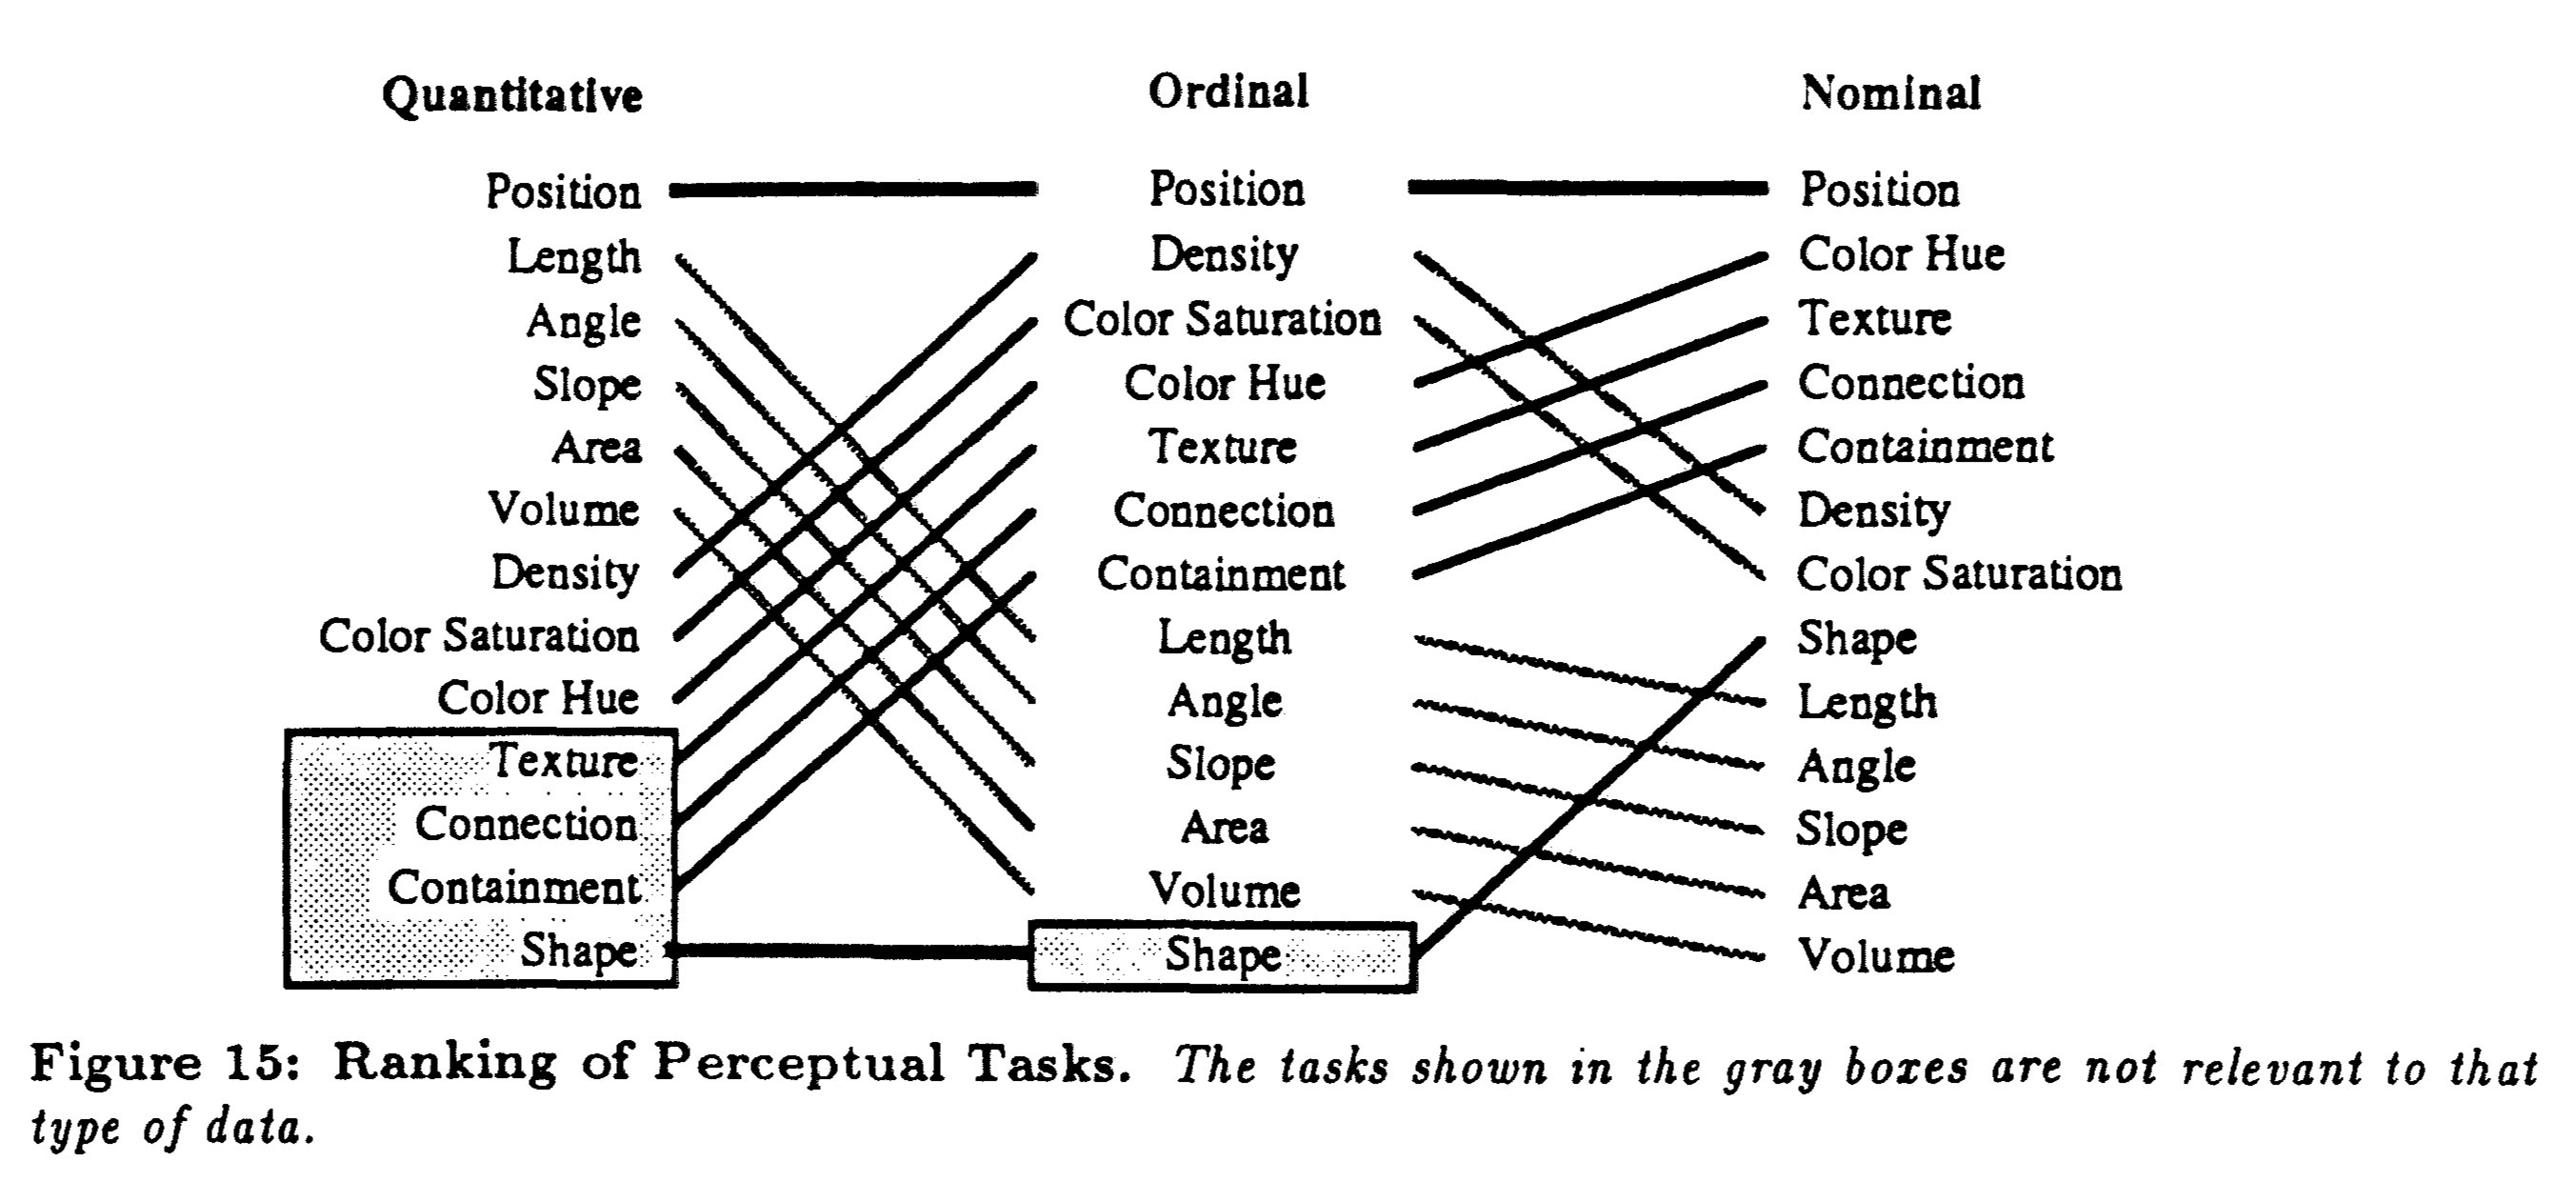 Quantitative Ordinal Nominal
Position Position Position
Length Density Color Hue
Angle Color Saturation Texture
Slope Color Hue Connection
Area Texture Containment
Volume Connection Density
Density Containment Color Saturation
Color Saturation Length Shape
Color Hue Angle Length
Texture Slope Angle
Connection Area Slope
Containment Volume Area
Shape Shape Volume
Figure 15: Ranking of Perceptual Tasks. The tasks shown in the gray boxes are not relevant to that
type of data.